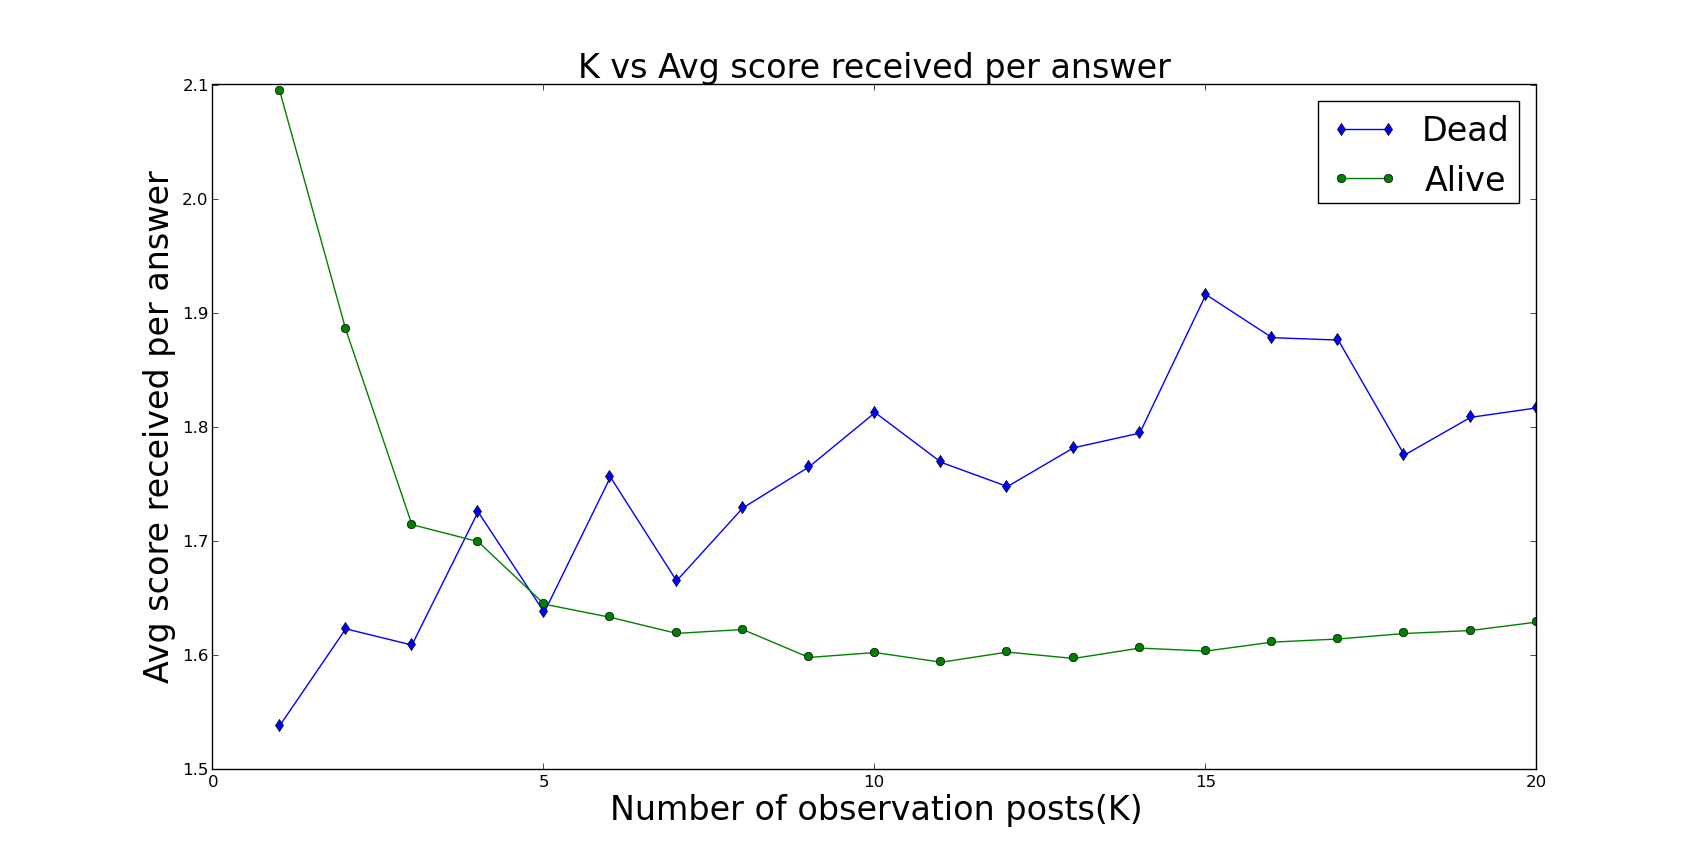 K vs Avg score received per answer
Dead
Alive
Avg score received per answer
2.1
2.0
1.9
1.8
1.7
1.6
1.5
0
5
10
15
20
Number of observation posts(K)